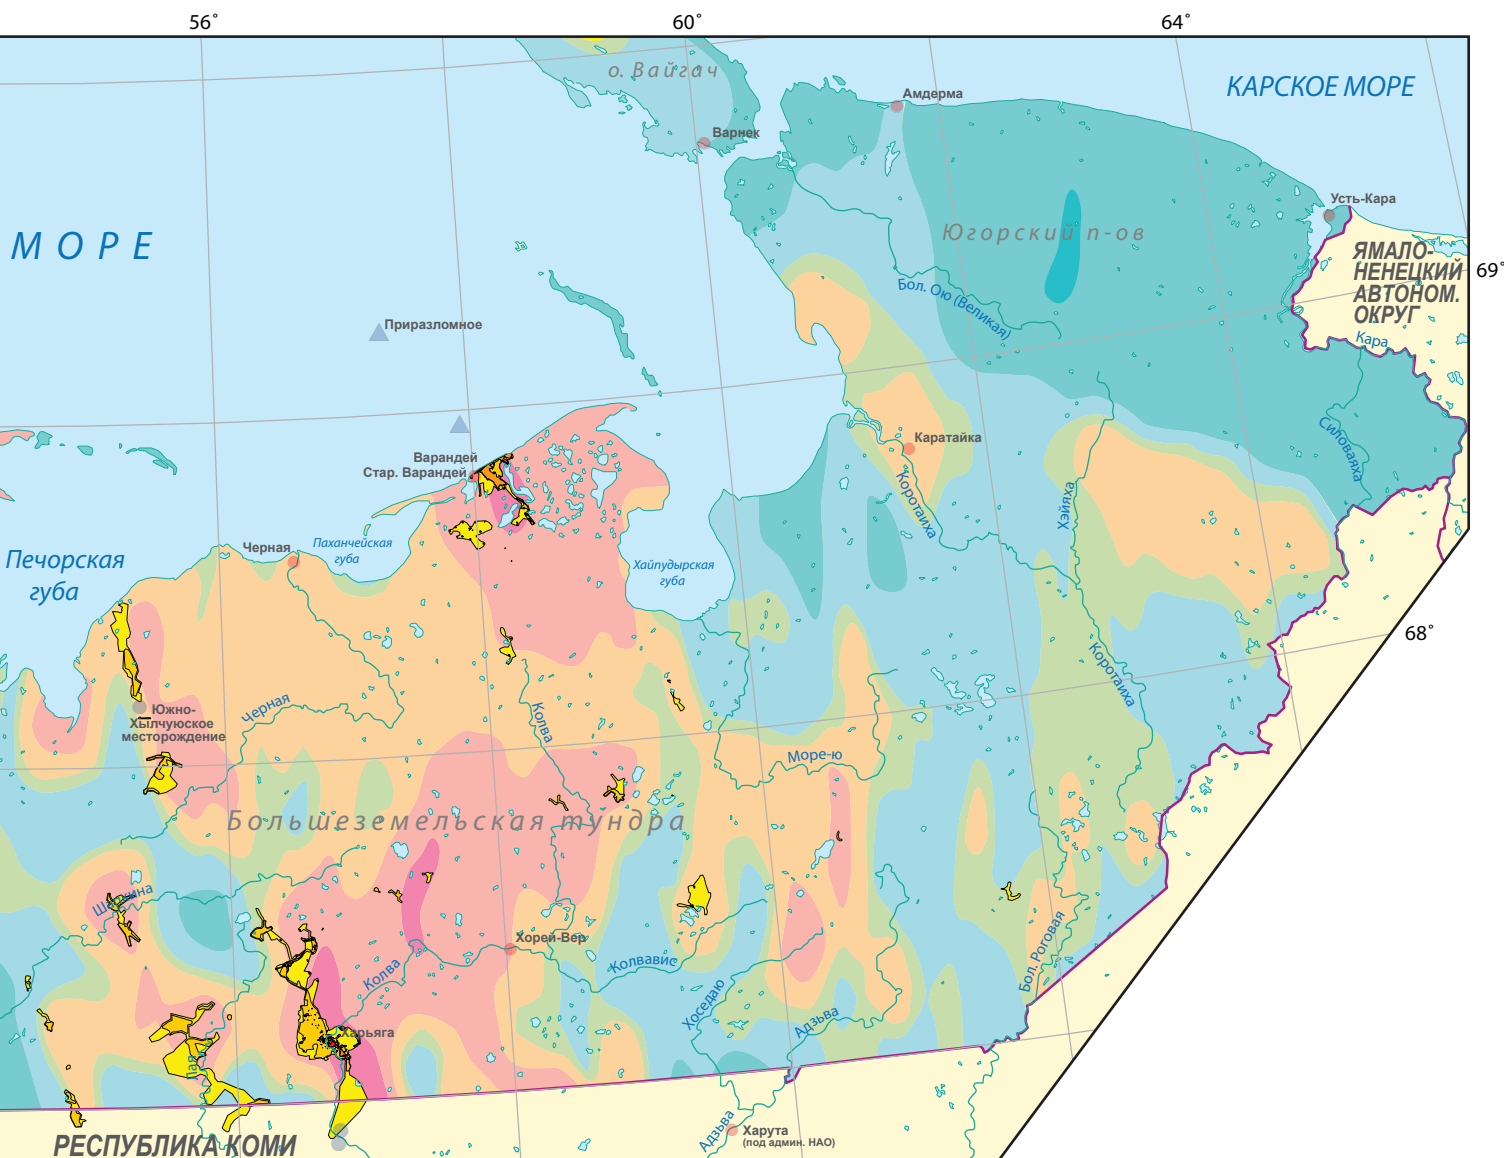 56°
60°
64°
о. Вайгач
КАРСКОЕ МОРЕ
Амдерма
Варнек
Усть-Кара
МОРЕ
Югорский п-ов
ЯМАЛО-
НЕНЕЦКИЙ
АВТОНОМ.
ОКРУГ
69°
Бол. Ою (Великая)
Приразломное
Кара
Каратайка
Силоваяха
Варандей
Стар. Варандей
Коротаиха
Хэйяха
Черная
Паханчейская
губа
Печорская
губа
Хайпудырская
губа
68°
Коротаиха
Южно-
Хылчуюское
месторождение
Черная
Колва
Море-ю
Большеземельская тундра
Шапкина
Хорей-Вер
Колва
Колвавис
Бол. Роговая
Хоседаю
Адзьва
Харьяга
Лая
Адзьва
Харута
(под админ. НАО)
РЕСПУБЛИКА КОМИ